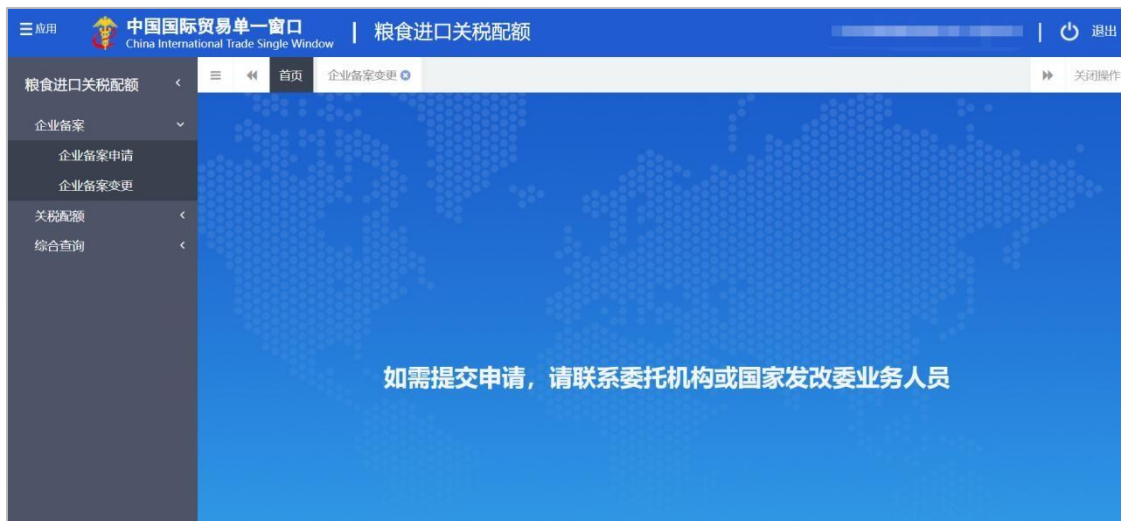 应用
中国国际贸易单一窗口
China International Trade Single Window
粮食进口关税配额
退出
粮食进口关税配额
首页
企业备案变更
关闭操作
企业备案
企业备案申请
企业备案变更
关税配额
综合查询
如需提交申请，请联系委托机构或国家发改委业务人员